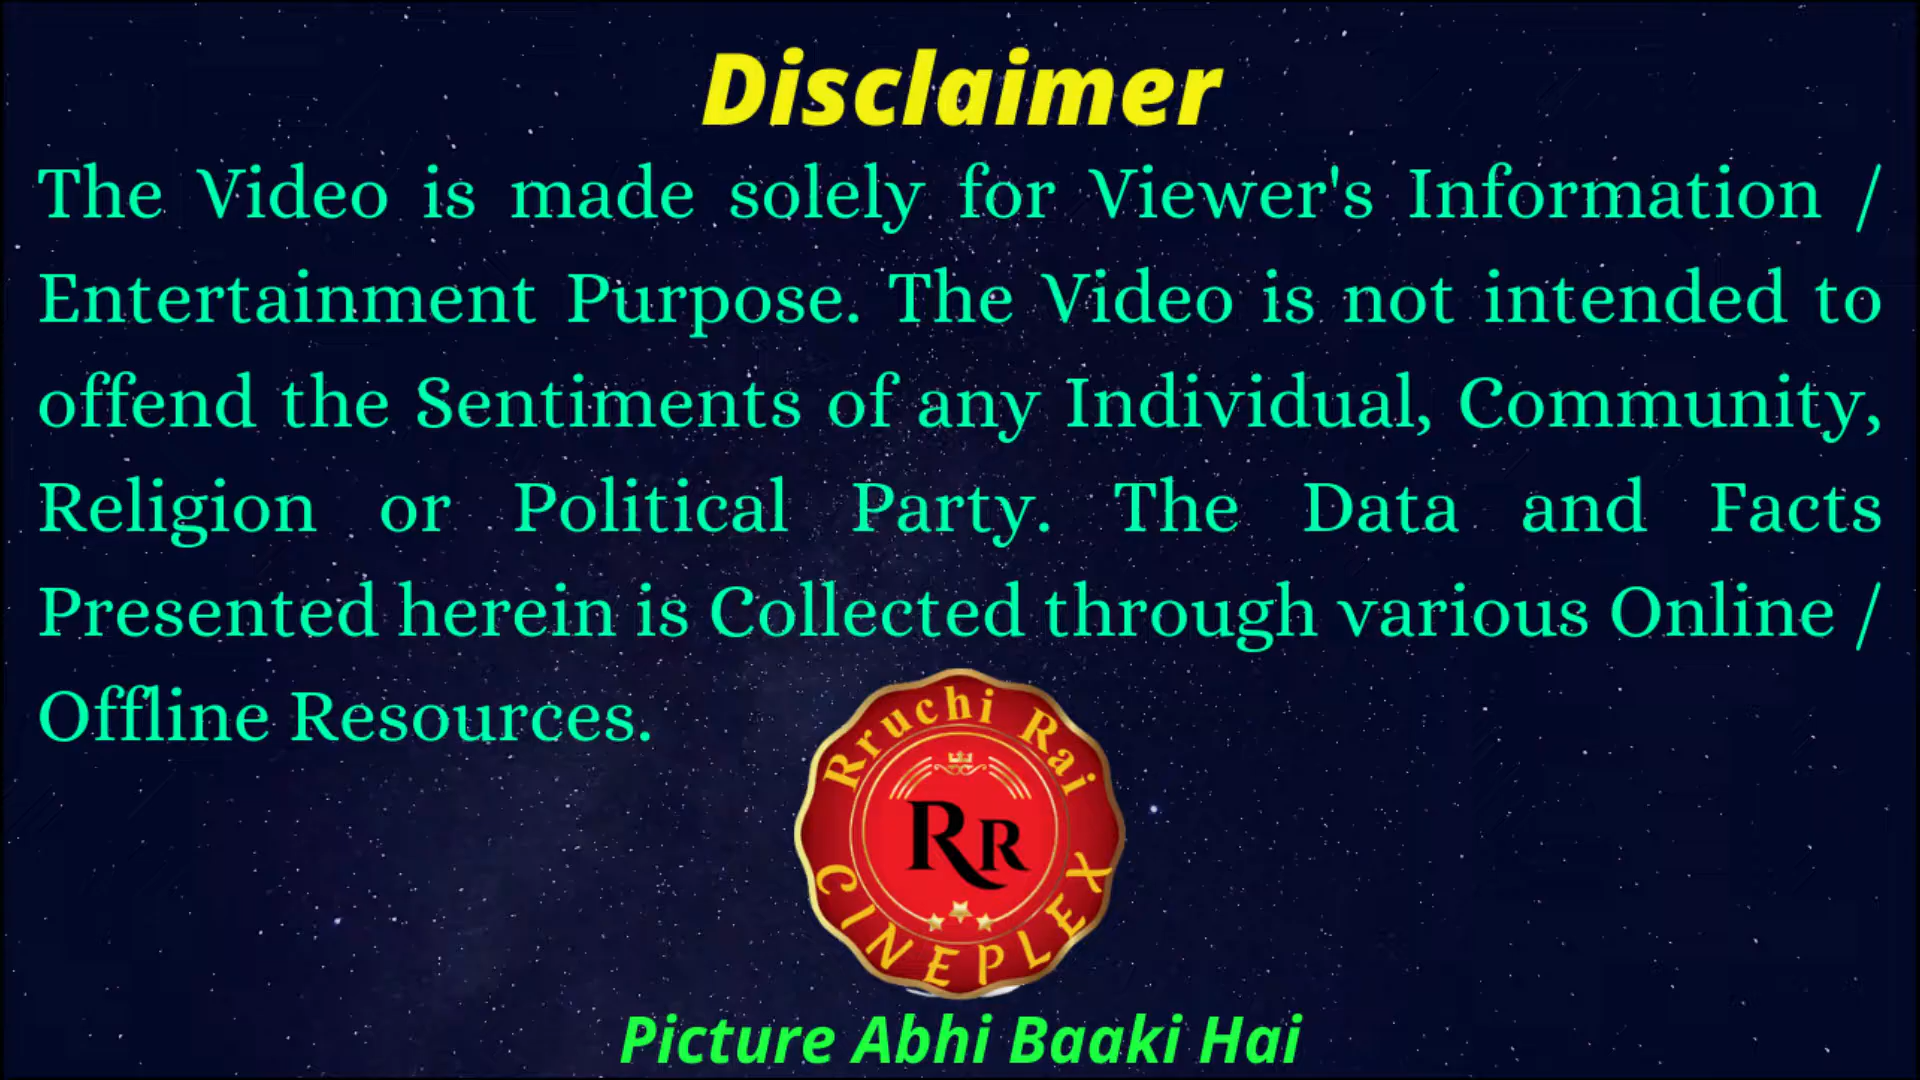 Disclaimer
The Video is made solely for Viewer's Information /
Entertainment Purpose. The Video is not intended to
offend the Sentiments of any Individual, Community,
Religion or Political Party. The Data and Facts
Presented herein is Collected through various Online /
Offline Resources.
Rruchi Rai
RR
CINEPLEX
Picture Abhi Baaki Hai